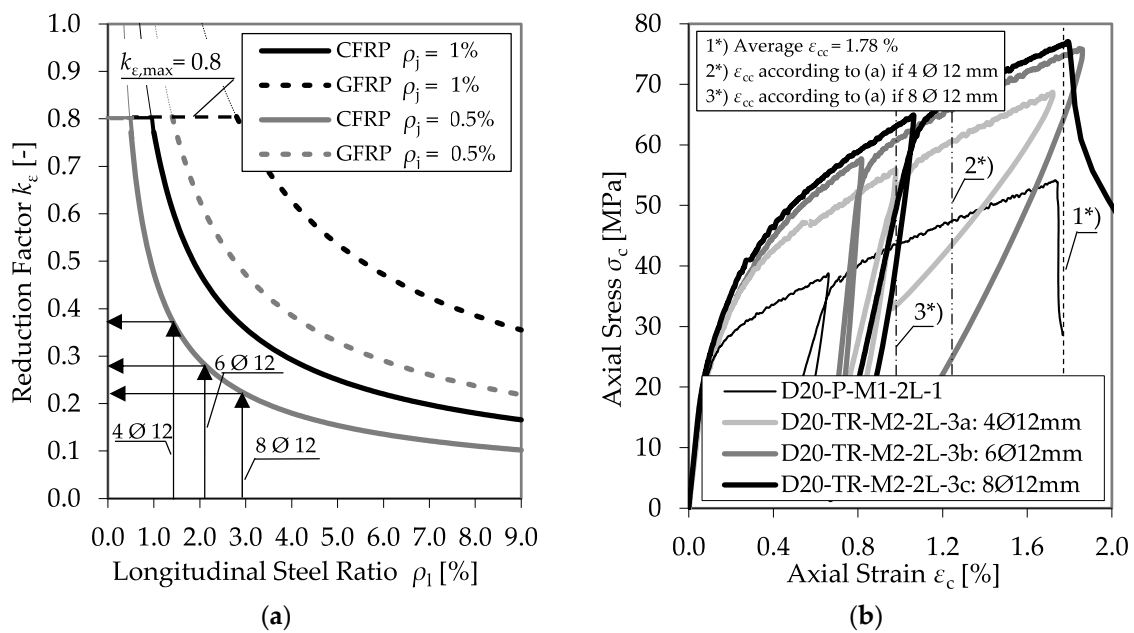 1.0
0.9
0.8
0.7
0.6
0.5
0.4
0.3
0.2
0.1
0.0
Reduction Factor kε [-]
kε,max = 0.8
CFRP ρj = 1%
GFRP ρj = 1%
CFRP ρj = 0.5%
GFRP ρj = 0.5%
6 Ø 12
4 Ø 12
8 Ø 12
0.0 1.0 2.0 3.0 4.0 5.0 6.0 7.0 8.0 9.0
Longitudinal Steel Ratio ρl [%]
(a)
80
70
60
50
40
30
20
10
0
Axial Sress σc [MPa]
1*) Average εcc = 1.78 %
2*) εcc according to (a) if 4 Ø 12 mm
3*) εcc according to (a) if 8 Ø 12 mm
2*)
1*)
3*)
D20-P-M1-2L-1
D20-TR-M2-2L-3a: 4Ø12mm
D20-TR-M2-2L-3b: 6Ø12mm
D20-TR-M2-2L-3c: 8Ø12mm
0.0 0.4 0.8 1.2 1.6 2.0
Axial Strain εc [%]
(b)